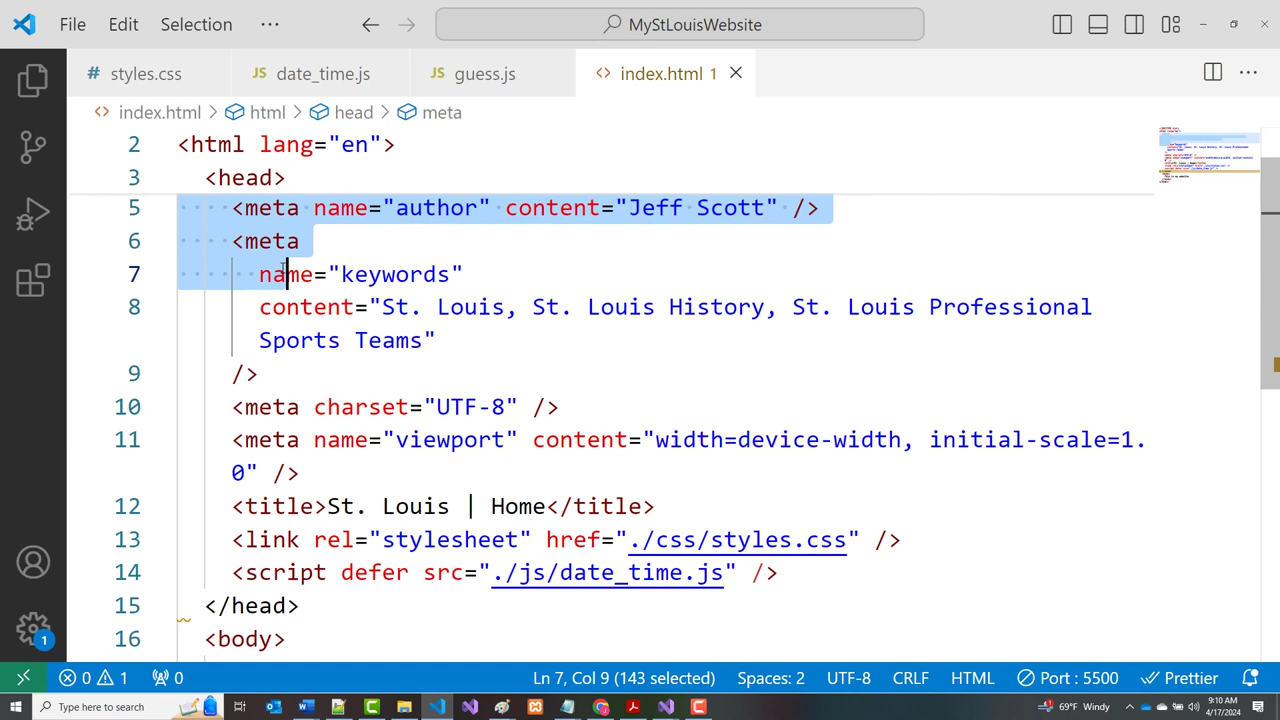 File Edit Selection ··· MyStLouisWebsite
# styles.css JS date_time.js JS guess.js <> index.html 1
<> index.html > html > head > meta
2 <html lang="en">
3 <head>
5 <meta name="author" content="Jeff Scott" />
6 <meta
7 name="keywords"
8 content="St. Louis, St. Louis History, St. Louis Professional
Sports Teams"
9 />
10 <meta charset="UTF-8" />
11 <meta name="viewport" content="width=device-width, initial-scale=1.
0" />
12 <title>St. Louis | Home</title>
13 <link rel="stylesheet" href="./css/styles.css" />
14 <script defer src="./js/date_time.js" />
15 </head>
16 <body>
1
0 1 0 Ln 7, Col 9 (143 selected) Spaces: 2 UTF-8 CRLF HTML Port : 5500 Prettier
Type here to search 69°F Windy 9:10 AM
4/17/2024